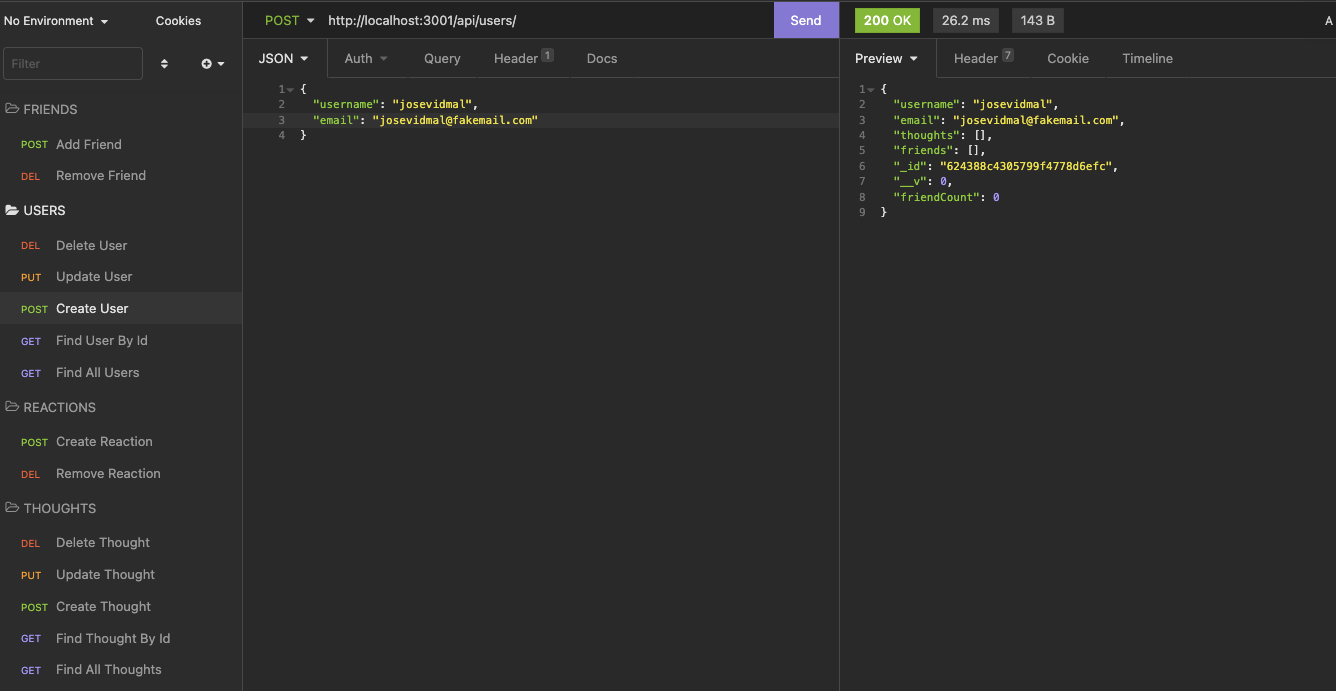 No Environment Cookies
Filter
FRIENDS
POST Add Friend
DEL Remove Friend
USERS
DEL Delete User
PUT Update User
POST Create User
GET Find User By Id
GET Find All Users
REACTIONS
POST Create Reaction
DEL Remove Reaction
THOUGHTS
DEL Delete Thought
PUT Update Thought
POST Create Thought
GET Find Thought By Id
GET Find All Thoughts
POST http://localhost:3001/api/users/ Send
JSON Auth Query Header 1 Docs
1 {
2 "username": "josevidmal",
3 "email": "josevidmal@fakemail.com"
4 }
200 OK 26.2 ms 143 B A
Preview Header 7 Cookie Timeline
1 {
2 "username": "josevidmal",
3 "email": "josevidmal@fakemail.com",
4 "thoughts": [],
5 "friends": [],
6 "_id": "624388c4305799f4778d6efc",
7 "__v": 0,
8 "friendCount": 0
9 }